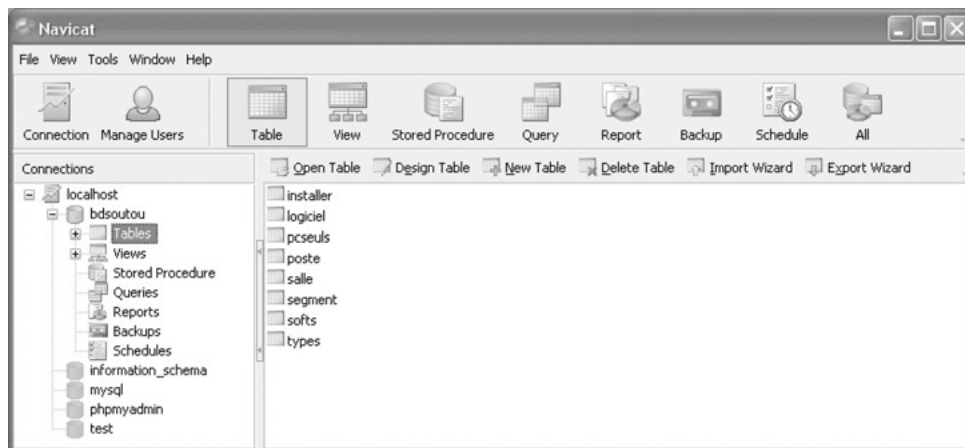 Navicat
File View Tools Window Help
Connection Manage Users Table View Stored Procedure Query Report Backup Schedule All
Connections
Open Table Design Table New Table Delete Table Import Wizard Export Wizard
localhost
bdsoutou
Tables
Views
Stored Procedure
Queries
Reports
Backups
Schedules
information_schema
mysql
phpmyadmin
test
installer
logiciel
pcseuls
poste
salle
segment
softs
types